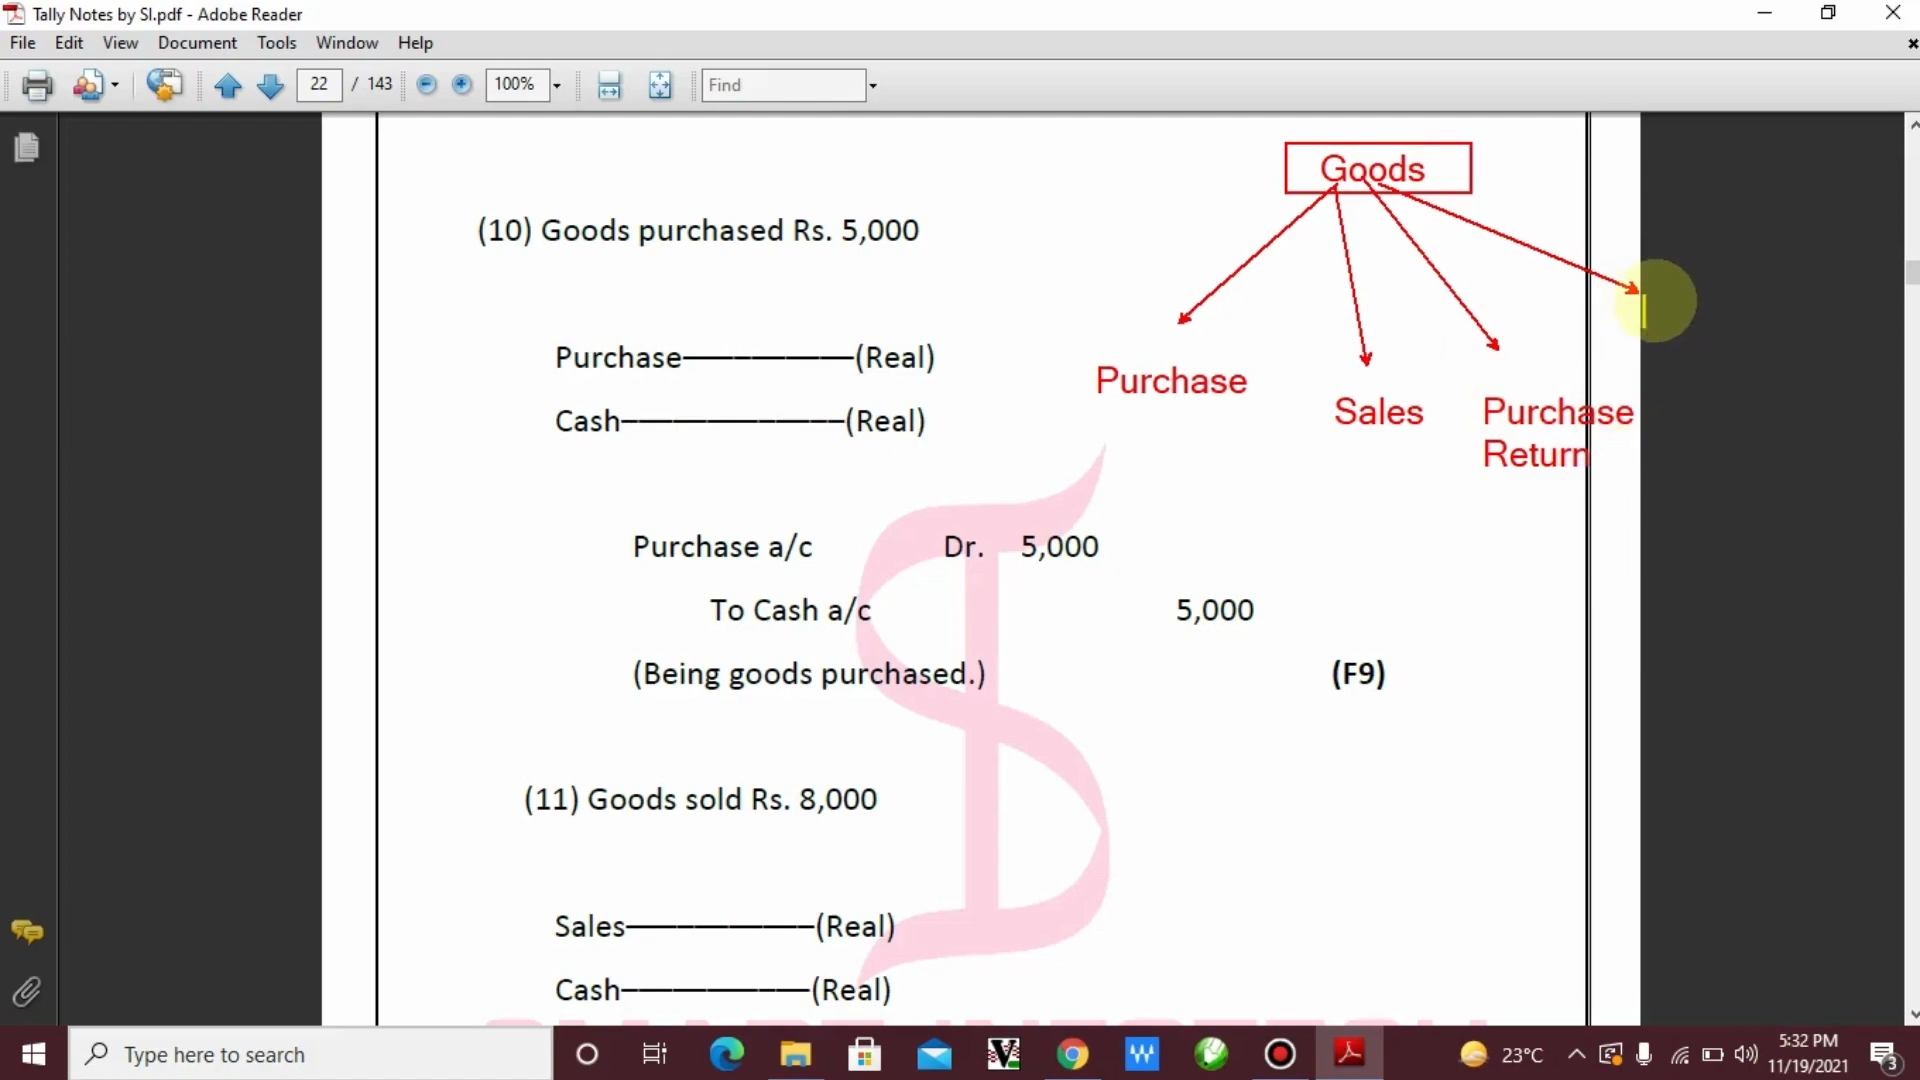 Tally Notes by SI.pdf - Adobe Reader
File Edit View Document Tools Window Help
22 / 143 100% Find
Goods
(10) Goods purchased Rs. 5,000
Purchase——————(Real)
Purchase
Sales
Purchase
Return
Cash————————(Real)
Purchase a/c Dr. 5,000
To Cash a/c 5,000
(Being goods purchased.) (F9)
(11) Goods sold Rs. 8,000
Sales———————(Real)
Cash———————(Real)
Type here to search
23°C
5:32 PM
11/19/2021
3